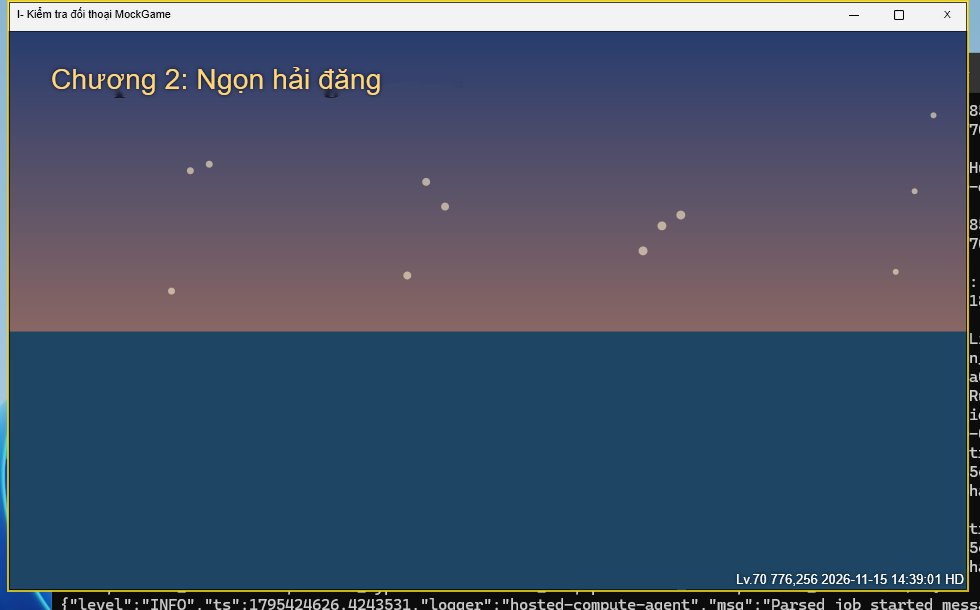 I- Kiểm tra đối thoại MockGame
Chương 2: Ngọn hải đăng
Lv.70 776,256 2026-11-15 14:39:01 HD
{"level":"INFO","ts":1795424626.4243531,"logger":"hosted-compute-agent","msg":"Parsed job started mes